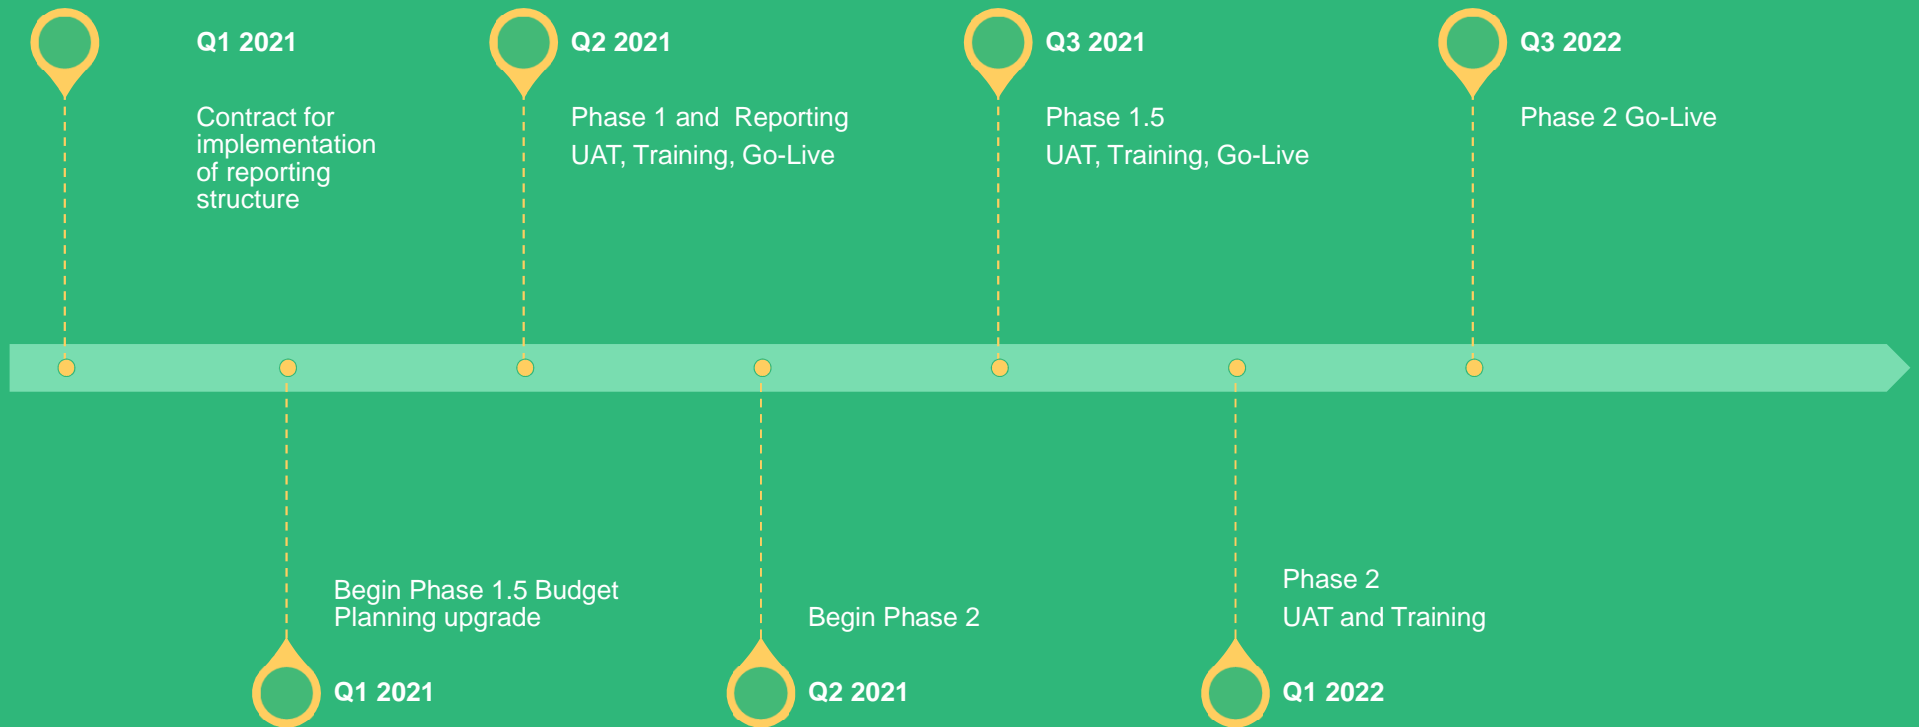 Q1 2021
Contract for
implementation
of reporting
structure
Q2 2021
Phase 1 and  Reporting
UAT, Training, Go-Live
Q3 2021
Phase 1.5
UAT, Training, Go-Live
Q3 2022
Phase 2 Go-Live
Begin Phase 1.5 Budget
Planning upgrade
Q1 2021
Begin Phase 2
Q2 2021
Phase 2
UAT and Training
Q1 2022